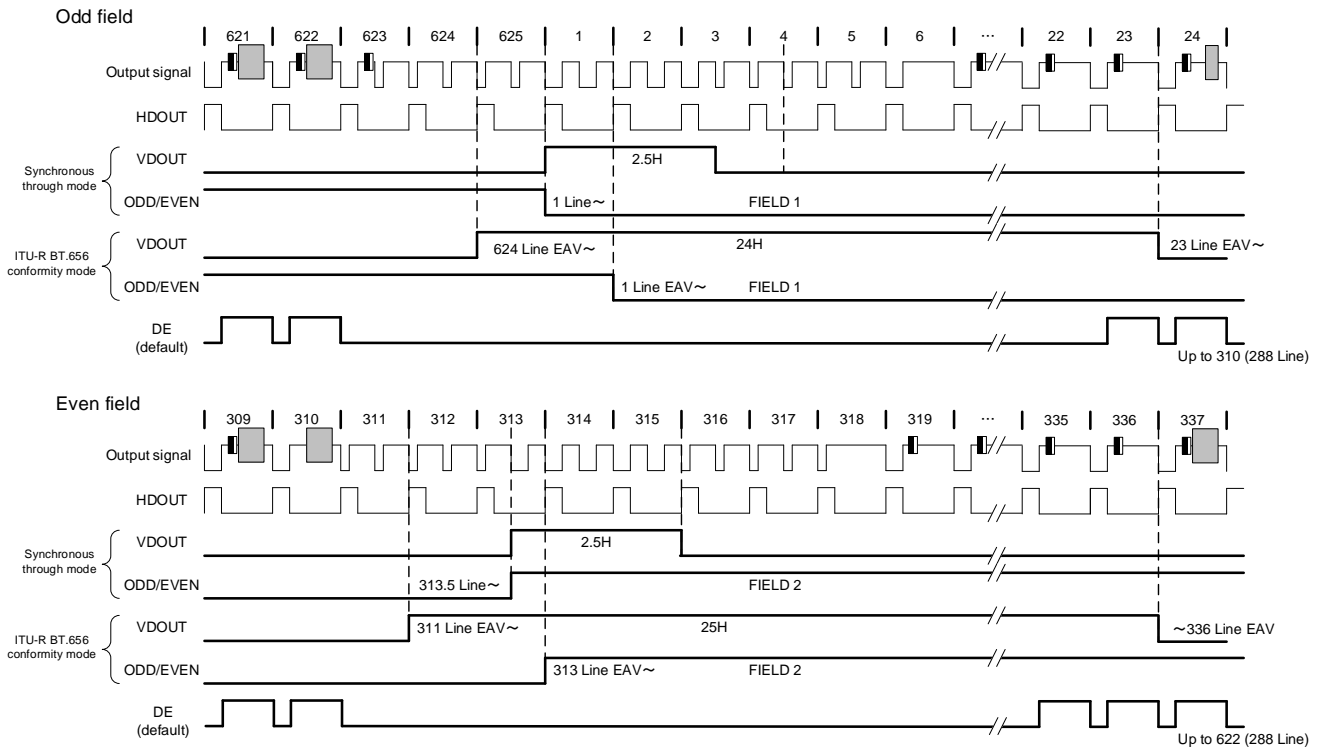 Odd field
621 622 623 624 625 1 2 3 4 5 6 ... 22 23 24
Output signal
HDOUT
Synchronous
through mode
VDOUT
2.5H
ODD/EVEN
1 Line～
FIELD 1
ITU-R BT.656
conformity mode
VDOUT
624 Line EAV～
24H
23 Line EAV～
ODD/EVEN
1 Line EAV～
FIELD 1
DE
(default)
Up to 310 (288 Line)
Even field
309 310 311 312 313 314 315 316 317 318 319 ... 335 336 337
Output signal
HDOUT
Synchronous
through mode
VDOUT
2.5H
ODD/EVEN
313.5 Line～
FIELD 2
ITU-R BT.656
conformity mode
VDOUT
311 Line EAV～
25H
～336 Line EAV
ODD/EVEN
313 Line EAV～
FIELD 2
DE
(default)
Up to 622 (288 Line)